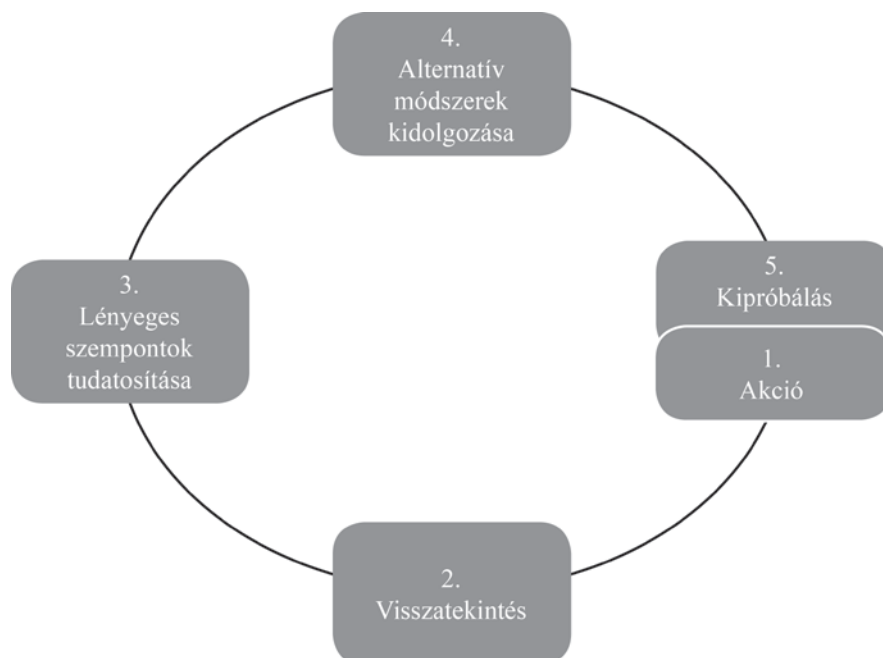 4.
Alternatív
módszerek
kidolgozása
3.
Lényeges
szempontok
tudatosítása
5.
Kipróbálás
1.
Akció
2.
Visszatekintés